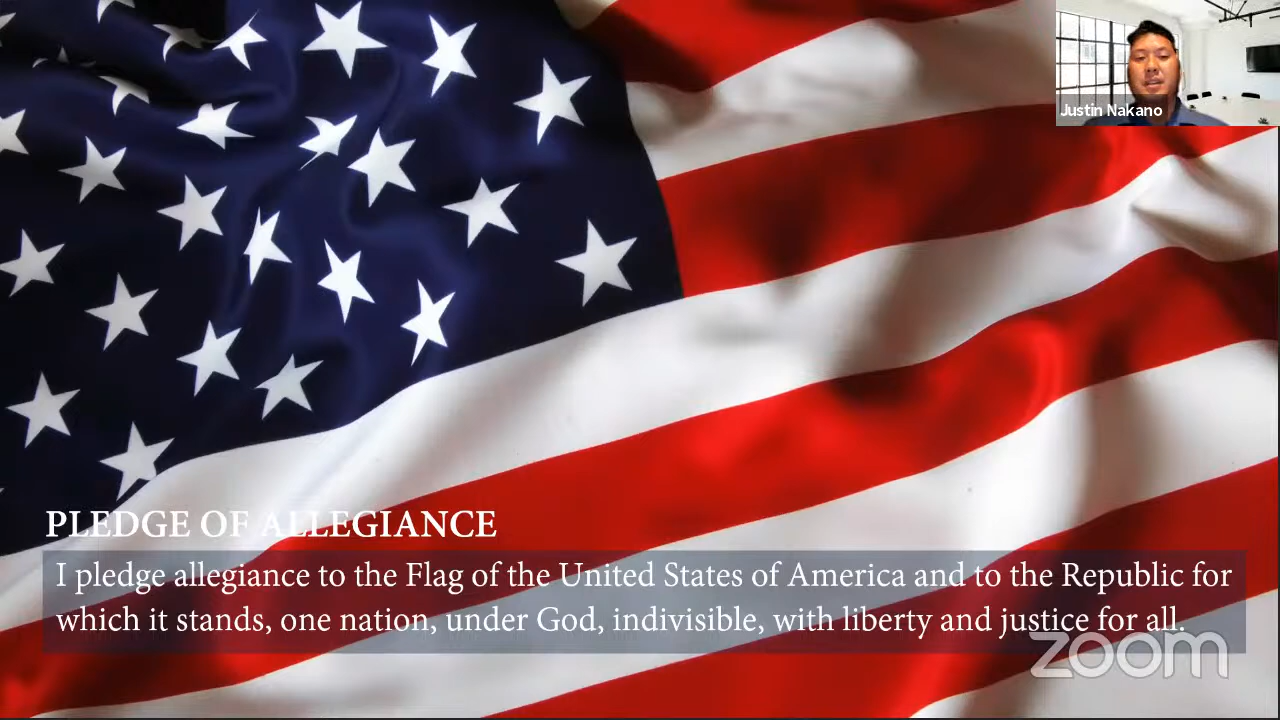 Justin Nakano
PLEDGE OF ALLEGIANCE
I pledge allegiance to the Flag of the United States of America and to the Republic for
which it stands, one nation, under God, indivisible, with liberty and justice for all.
zoom